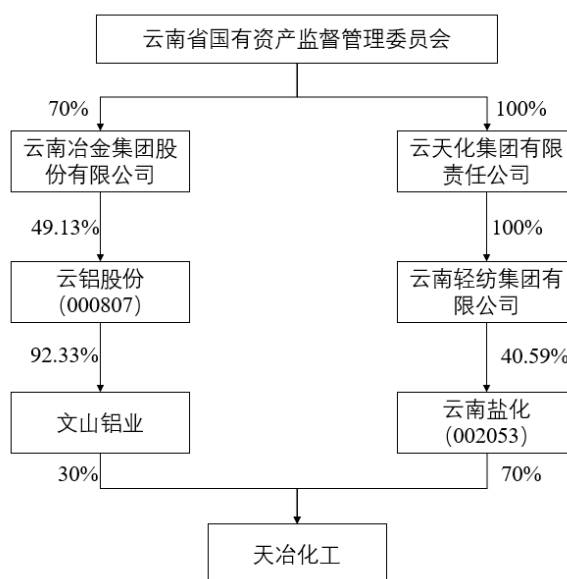 云南省国有资产监督管理委员会
70%
100%
云南冶金集团股
份有限公司
云天化集团有限
责任公司
49.13%
100%
云铝股份
(000807)
云南轻纺集团有
限公司
92.33%
40.59%
文山铝业
云南盐化
(002053)
30%
70%
天冶化工